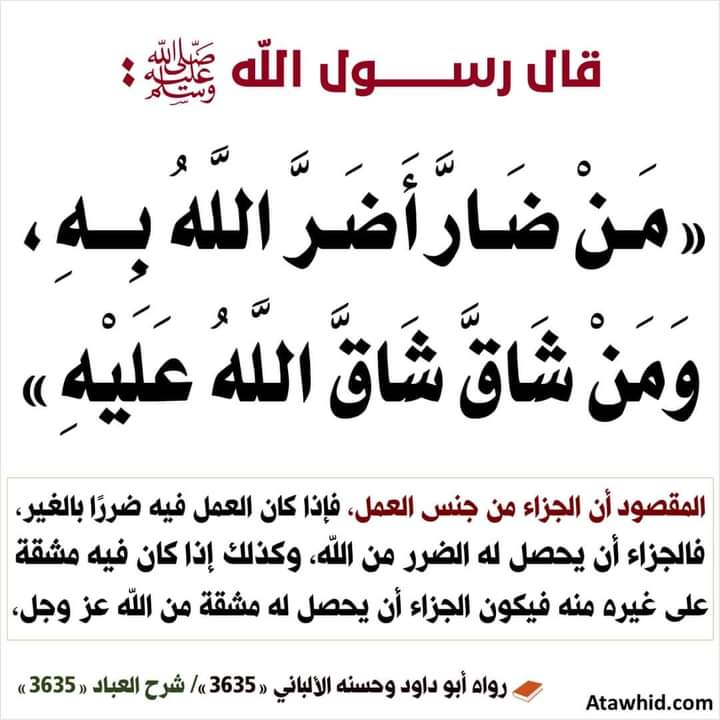 قال رســـول الله ﷺ :
«مَنْ ضَارَّ أَضَرَّ اللَّهُ بِهِ،
وَمَنْ شَاقَّ شَاقَّ اللَّهُ عَلَيْهِ»
المقصود أن الجزاء من جنس العمل، فإذا كان العمل فيه ضررًا بالغير،
فالجزاء أن يحصل له الضرر من الله، وكذلك إذا كان فيه مشقة
على غيره منه فيكون الجزاء أن يحصل له مشقة من الله عز وجل،
رواه أبو داود وحسنه الألباني «3635»/ شرح العباد «3635»
Atawhid.com